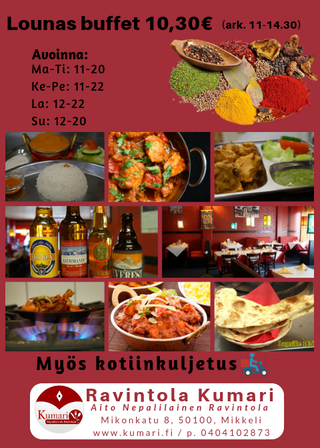 Lounas buffet 10,30€ (ark. 11-14.30)
Avoinna:
Ma-Ti: 11-20
Ke-Pe: 11-22
La: 12-22
Su: 12-20
Myös kotiinkuljetus
Ravintola Kumari
Aito Nepalilainen Ravintola
Kumari
Mikonkatu 8, 50100, Mikkeli
www.kumari.fi / p. 0404102873